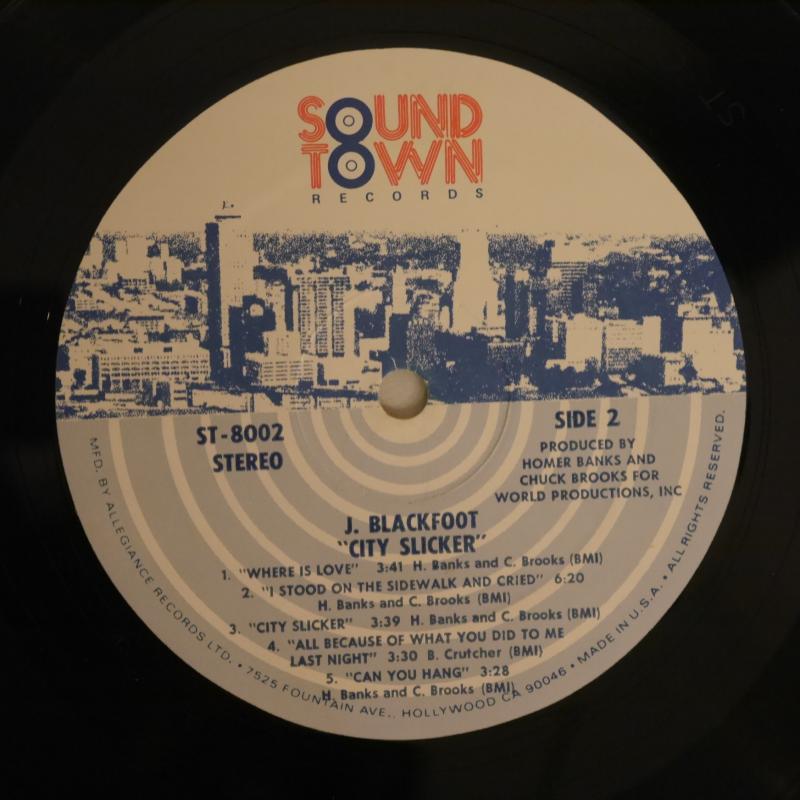 SOUND
TOWN
RECORDS
ST-8002
STEREO
SIDE 2
PRODUCED BY
HOMER BANKS AND
CHUCK BROOKS FOR
WORLD PRODUCTIONS, INC
J. BLACKFOOT
"CITY SLICKER"
1. "WHERE IS LOVE" 3:41 H. Banks and C. Brooks (BMI)
2. "I STOOD ON THE SIDEWALK AND CRIED" 6:20
H. Banks and C. Brooks (BMI)
3. "CITY SLICKER" 3:39 H. Banks and C. Brooks (BMI)
4. "ALL BECAUSE OF WHAT YOU DID TO ME
LAST NIGHT" 3:30 B. Crutcher (BMI)
5. "CAN YOU HANG" 3:28
H. Banks and C. Brooks (BMI)
MFD. BY ALLEGIANCE RECORDS LTD. • 7525 FOUNTAIN AVE., HOLLYWOOD CA 90046 • MADE IN U.S.A. • ALL RIGHTS RESERVED.